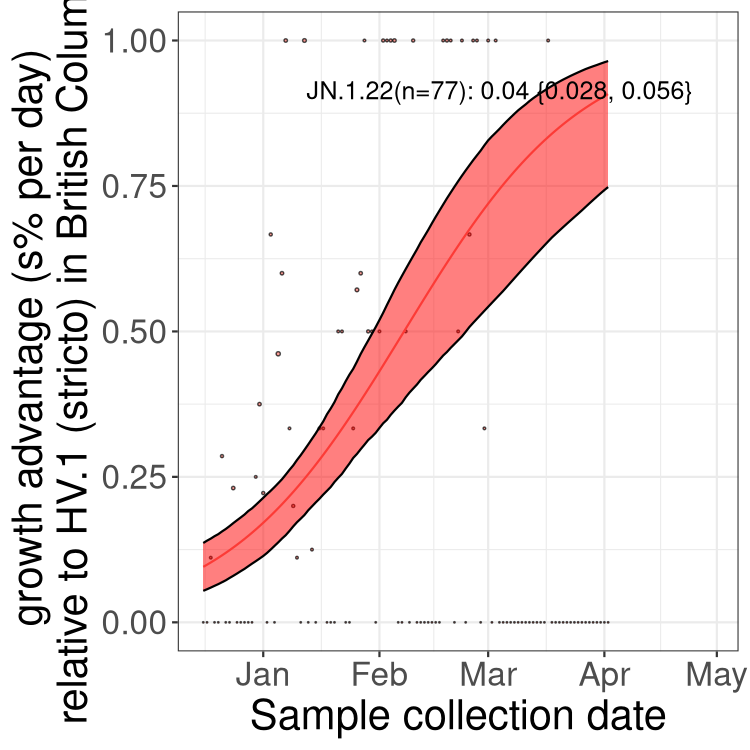 growth advantage (s% per day)
relative to HV.1 (stricto) in British Colum
1.00
0.75
0.50
0.25
0.00
JN.1.22(n=77): 0.04 {0.028, 0.056}
Jan Feb Mar Apr May
Sample collection date